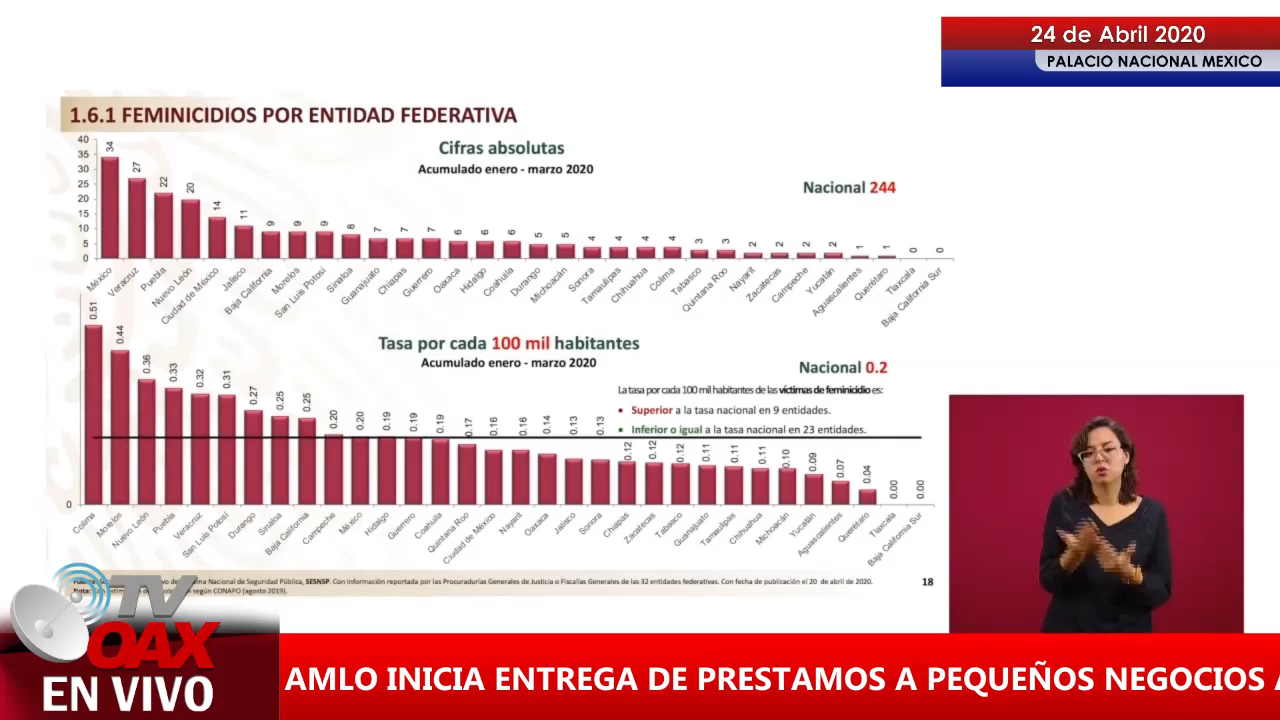 24 de Abril 2020
PALACIO NACIONAL MEXICO
1.6.1 FEMINICIDIOS POR ENTIDAD FEDERATIVA
Cifras absolutas
Acumulado enero - marzo 2020
Nacional 244
40
35
30
25
20
15
10
5
0
34 27 22 20 14 11 9 9 9 8 7 7 7 6 6 6 5 5 4 4 4 4 3 3 2 2 2 2 1 1 0 0
México Veracruz Puebla Nuevo León Ciudad de México Jalisco Baja California Morelos San Luis Potosí Sinaloa Guanajuato Chiapas Guerrero Oaxaca Hidalgo Coahuila Durango Michoacán Sonora Tamaulipas Chihuahua Colima Tabasco Quintana Roo Nayarit Zacatecas Campeche Yucatán Aguascalientes Querétaro Tlaxcala Baja California Sur
Tasa por cada 100 mil habitantes
Acumulado enero - marzo 2020
Nacional 0.2
La tasa por cada 100 mil habitantes de las víctimas de feminicidio es:
• Superior a la tasa nacional en 9 entidades.
• Inferior o igual a la tasa nacional en 23 entidades.
0.51 0.44 0.36 0.33 0.32 0.31 0.27 0.25 0.25 0.20 0.19 0.19 0.19 0.19 0.17 0.16 0.16 0.14 0.13 0.13 0.12 0.12 0.12 0.11 0.11 0.11 0.10 0.09 0.07 0.04 0.00 0.00
0
Colima Morelos Nuevo León Puebla Veracruz San Luis Potosí Durango Sinaloa Baja California Campeche México Hidalgo Guerrero Coahuila Quintana Roo Ciudad de México Nayarit Oaxaca Jalisco Sonora Chiapas Zacatecas Tabasco Guanajuato Tamaulipas Chihuahua Michoacán Yucatán Aguascalientes Querétaro Tlaxcala Baja California Sur
Nacional de Seguridad Pública, SESNSP. Con información reportada por las Procuradurías Generales de Justicia o Fiscalías Generales de las 32 entidades federativas. Con fecha de publicación el 20 de abril de 2020.
18
según CONAPO (agosto 2019).
TV
OAX
EN VIVO
AMLO INICIA ENTREGA DE PRESTAMOS A PEQUEÑOS NEGOCIOS